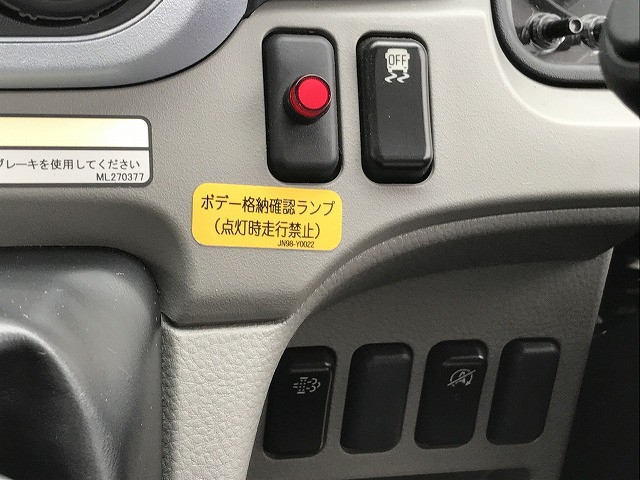 OFF
ブレーキを使用してください
ML270377
ボデー格納確認ランプ
(点灯時走行禁止)
JN98-Y0022